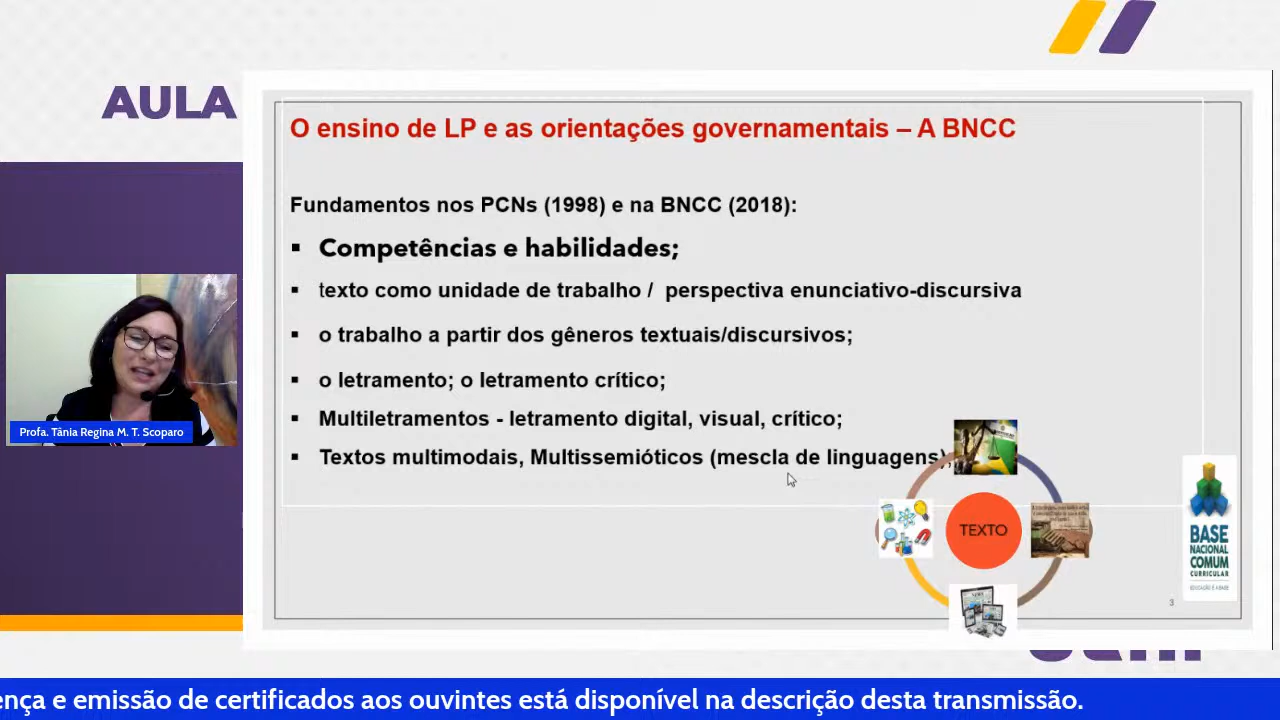 AULA
O ensino de LP e as orientações governamentais – A BNCC
Fundamentos nos PCNs (1998) e na BNCC (2018):
▪ Competências e habilidades;
▪ texto como unidade de trabalho / perspectiva enunciativo-discursiva
▪ o trabalho a partir dos gêneros textuais/discursivos;
▪ o letramento; o letramento crítico;
▪ Multiletramentos - letramento digital, visual, crítico;
▪ Textos multimodais, Multissemióticos (mescla de linguagens);
TEXTO
BASE
NACIONAL
COMUM
CURRICULAR
EDUCAÇÃO É A BASE
3
Profa. Tânia Regina M. T. Scoparo
ença e emissão de certificados aos ouvintes está disponível na descrição desta transmissão.